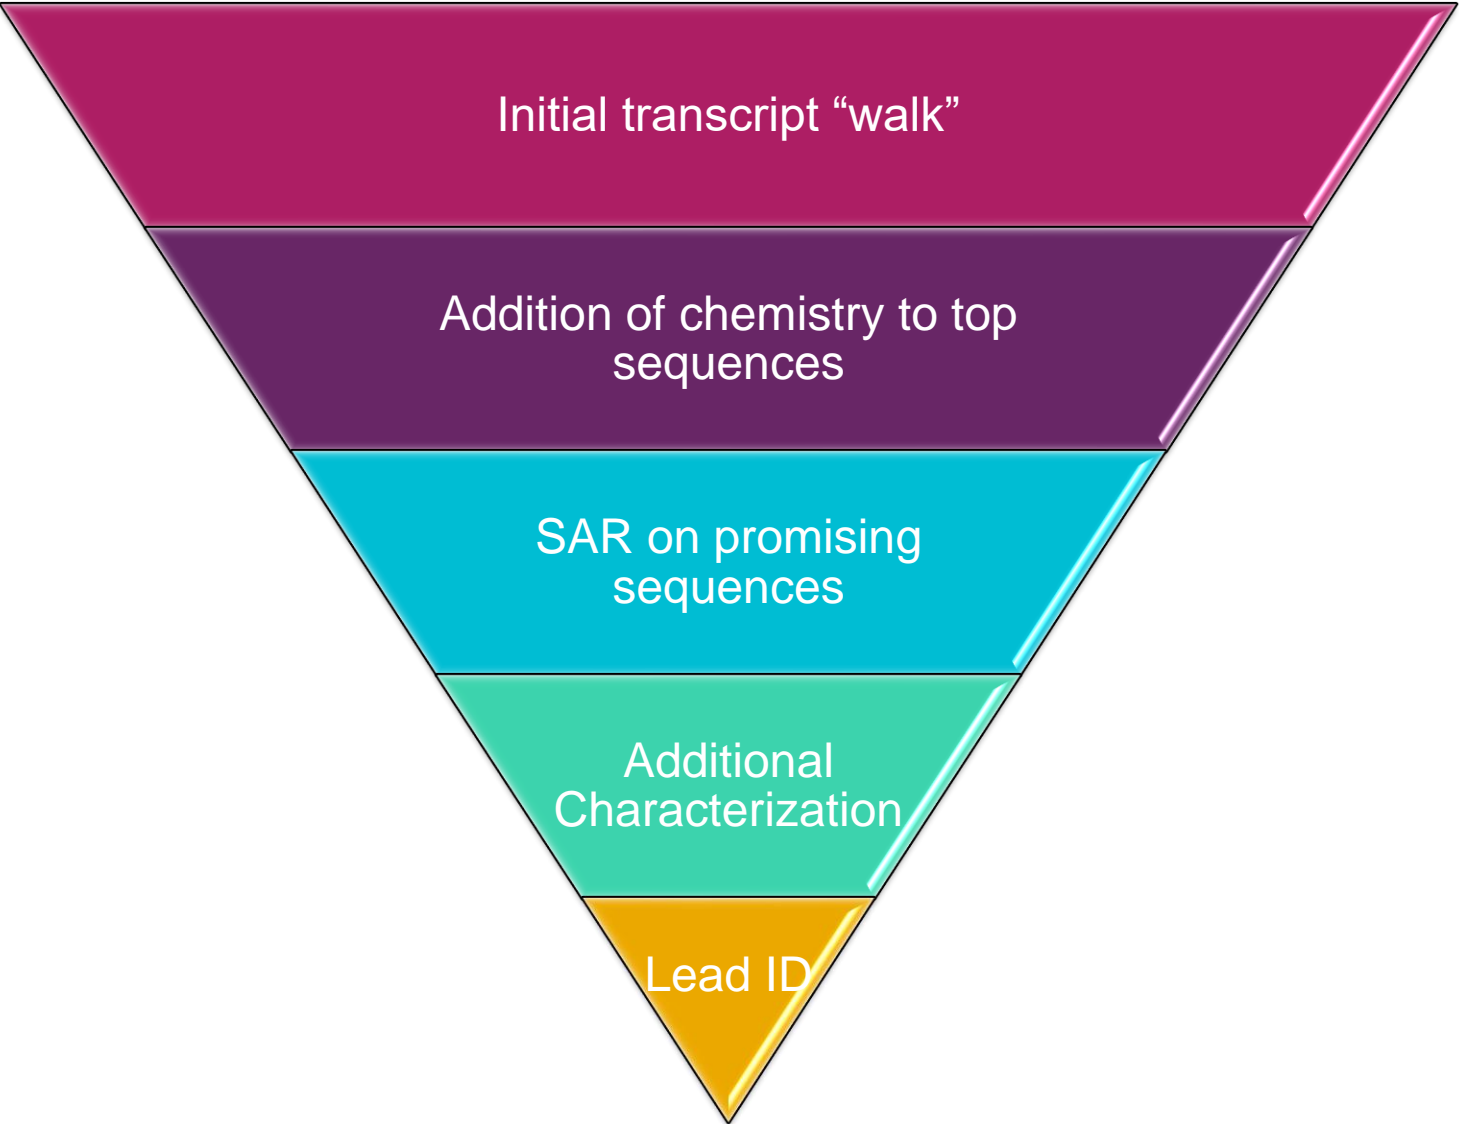 Initial transcript “walk”
Addition of chemistry to top
sequences
SAR on promising
sequences
Additional
Characterization
Lead ID